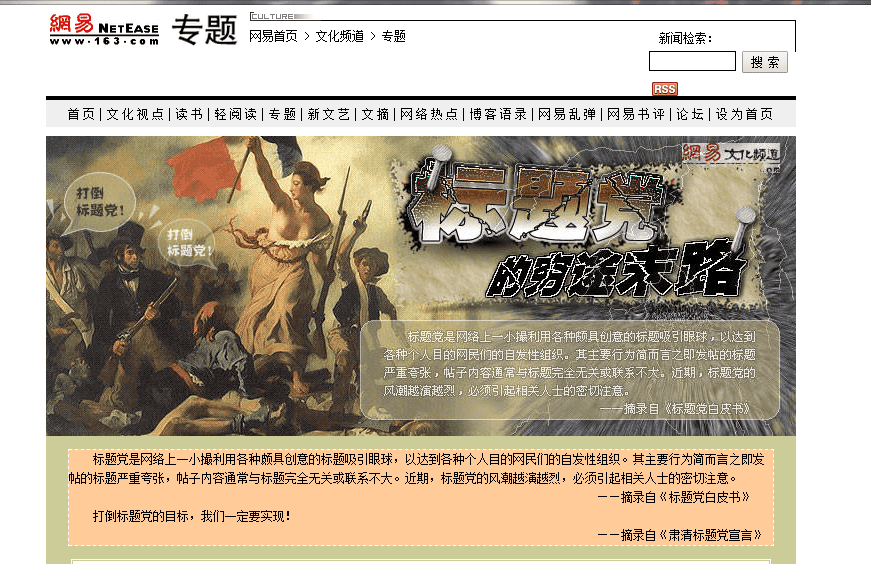 網易 NETEASE
www.163.com
专题
CULTURE
网易首页 > 文化频道 > 专题
新闻检索：
搜 索
RSS
首页 | 文化视点 | 读书 | 轻阅读 | 专题 | 新文艺 | 文摘 | 网络热点 | 博客语录 | 网易乱弹 | 网易书评 | 论坛 | 设为首页
網易 文化频道
打倒
标题党！
打倒
标题党！
标题党
的穷途末路
标题党是网络上一小撮利用各种颇具创意的标题吸引眼球，以达到
各种个人目的网民们的自发性组织。其主要行为简而言之即发帖的标题
严重夸张，帖子内容通常与标题完全无关或联系不大。近期，标题党的
风潮越演越烈，必须引起相关人士的密切注意。
——摘录自《标题党白皮书》
标题党是网络上一小撮利用各种颇具创意的标题吸引眼球，以达到各种个人目的网民们的自发性组织。其主要行为简而言之即发
帖的标题严重夸张，帖子内容通常与标题完全无关或联系不大。近期，标题党的风潮越演越烈，必须引起相关人士的密切注意。
——摘录自《标题党白皮书》
打倒标题党的目标，我们一定要实现！
——摘录自《肃清标题党宣言》